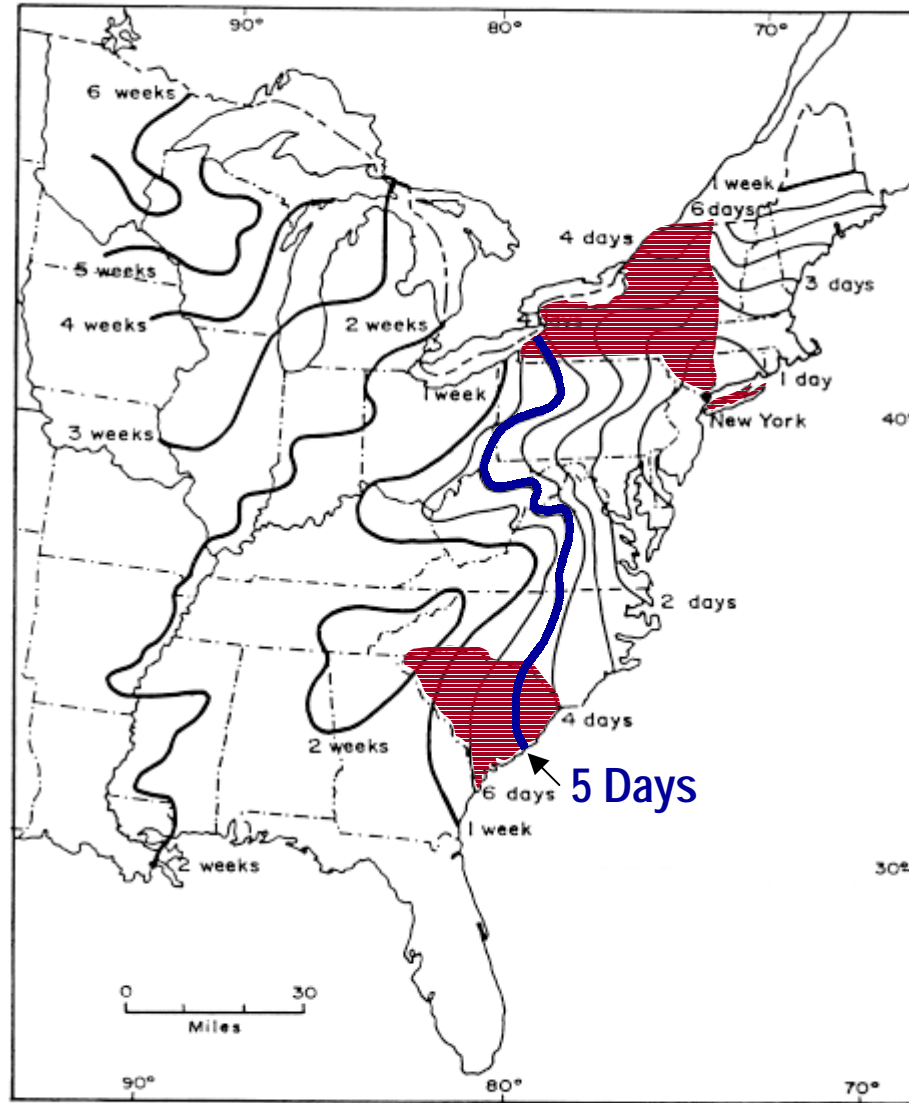 90° 80° 70°
6 weeks
1 week
6 days
4 days
5 weeks
3 days
4 weeks
2 weeks
4 days
1 week
1 day
New York
40°
3 weeks
2 days
4 days
2 weeks
5 Days
6 days
1 week
2 weeks
30°
0 30
Miles
90° 80° 70°